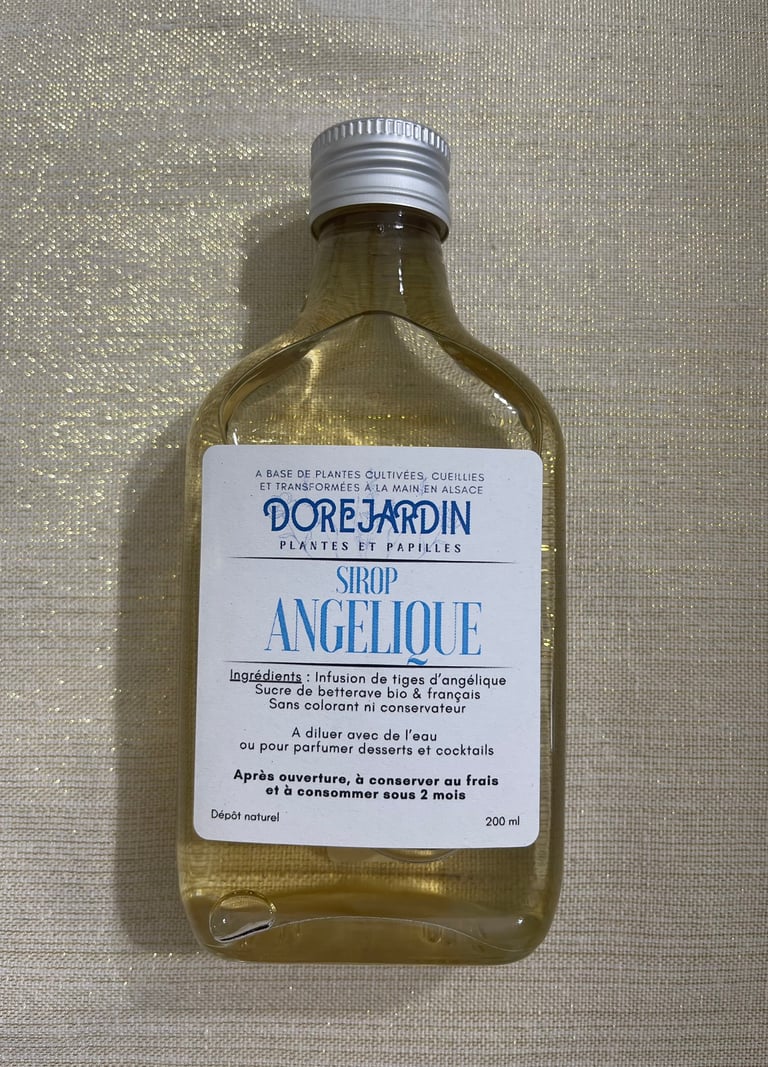 A BASE DE PLANTES CULTIVÉES, CUEILLIES
ET TRANSFORMÉES À LA MAIN EN ALSACE
DOREJARDIN
PLANTES ET PAPILLES
SIROP
ANGELIQUE
Ingrédients : Infusion de tiges d'angélique
Sucre de betterave bio & français
Sans colorant ni conservateur
A diluer avec de l'eau
ou pour parfumer desserts et cocktails
Après ouverture, à conserver au frais
et à consommer sous 2 mois
Dépôt naturel
200 ml